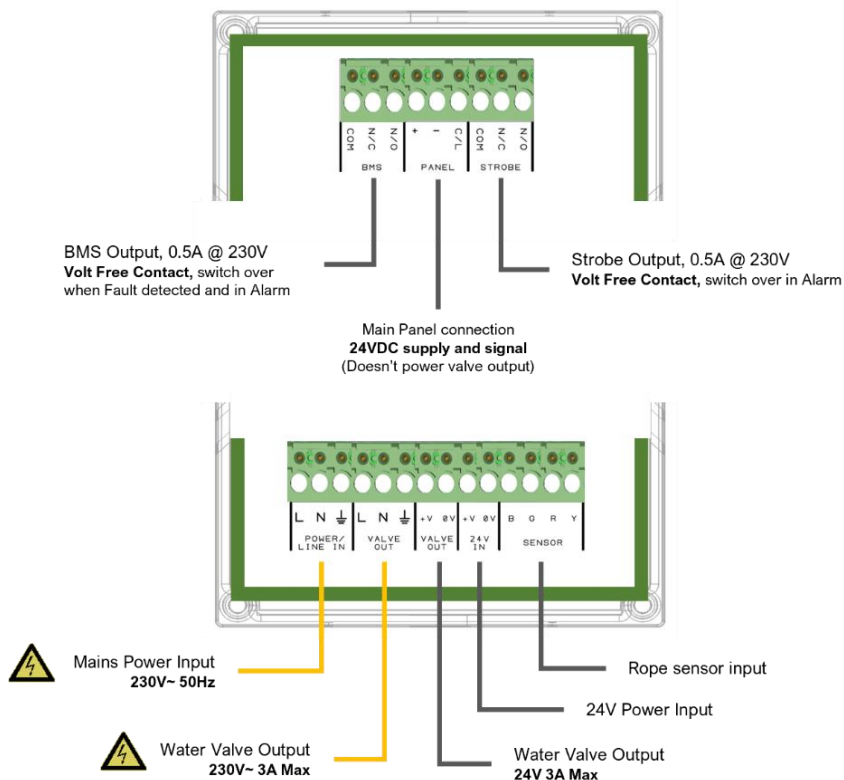 COM N/C N/O + − C/L COM N/C N/O
BMS PANEL STROBE
BMS Output, 0.5A @ 230V
Volt Free Contact, switch over
when Fault detected and in Alarm
Strobe Output, 0.5A @ 230V
Volt Free Contact, switch over in Alarm
Main Panel connection
24VDC supply and signal
(Doesn't power valve output)
L N ⏚ L N ⏚ +V 0V +V 0V B G R Y
POWER/
LINE IN
VALVE
OUT
VALVE
OUT
24V
IN
SENSOR
Mains Power Input
230V~ 50Hz
Rope sensor input
24V Power Input
Water Valve Output
230V~ 3A Max
Water Valve Output
24V 3A Max